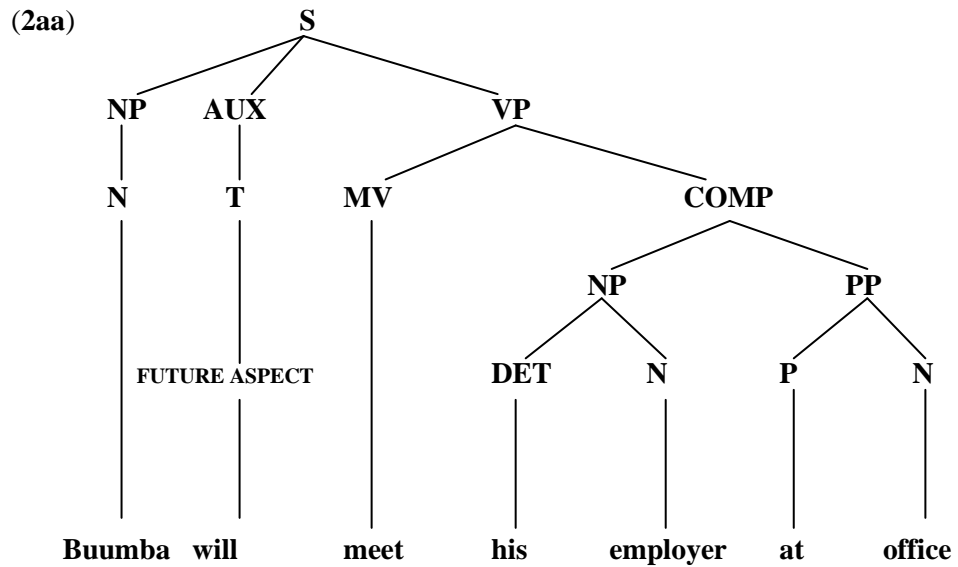 (2aa) S
NP AUX VP
N T MV COMP
NP PP
FUTURE ASPECT DET N P N
Buumba will meet his employer at office